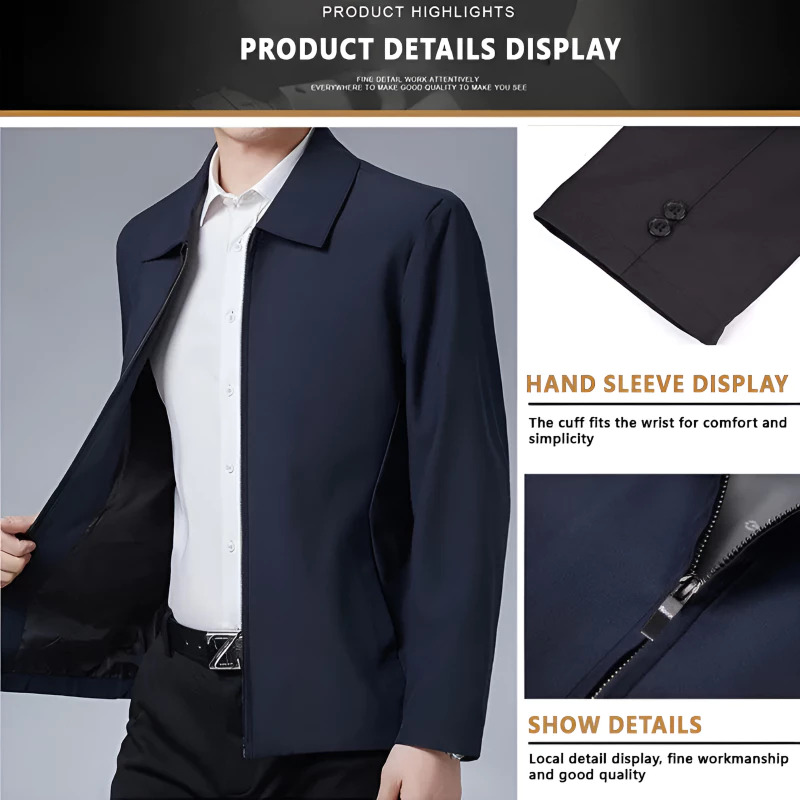 PRODUCT HIGHLIGHTS
PRODUCT DETAILS DISPLAY
FINE DETAIL WORK ATTENTIVELY
EVERYWHERE TO MAKE GOOD QUALITY TO MAKE YOU SEE
HAND SLEEVE DISPLAY
The cuff fits the wrist for comfort and
simplicity
Z
SHOW DETAILS
Local detail display, fine workmanship
and good quality